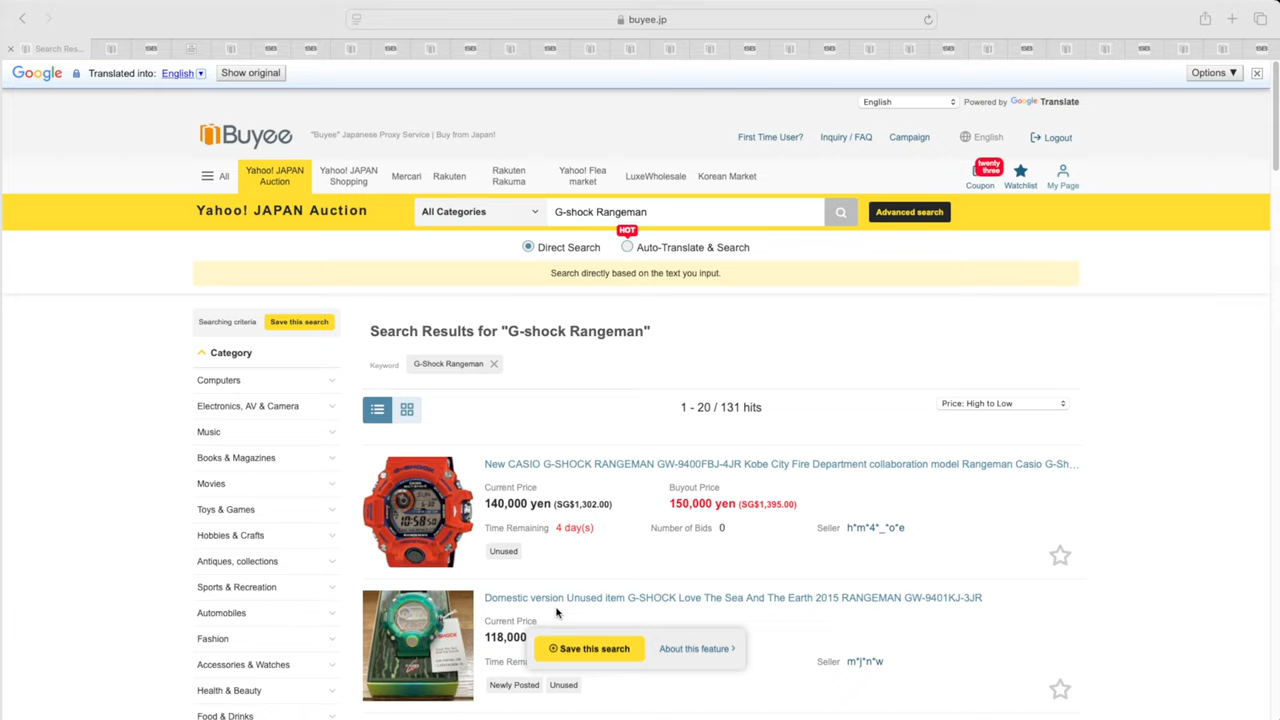 buyee.jp
Search Res...
Google Translated into: English ▼ Show original Options ▼
English Powered by Google Translate
Buyee "Buyee" Japanese Proxy Service | Buy from Japan! First Time User? Inquiry / FAQ Campaign English Logout
All
Yahoo! JAPAN
Auction
Yahoo! JAPAN
Shopping
Mercari
Rakuten
Rakuten
Rakuma
Yahoo! Flea
market
LuxeWholesale
Korean Market
twenty
three
Coupon
Watchlist
My Page
Yahoo! JAPAN Auction All Categories G-shock Rangeman Advanced search
HOT
Direct Search Auto-Translate & Search
Search directly based on the text you input.
Searching criteria Save this search
Category
Computers
Electronics, AV & Camera
Music
Books & Magazines
Movies
Toys & Games
Hobbies & Crafts
Antiques, collections
Sports & Recreation
Automobiles
Fashion
Accessories & Watches
Health & Beauty
Food & Drinks
Search Results for "G-shock Rangeman"
Keyword G-Shock Rangeman
1 - 20 / 131 hits
Price: High to Low
New CASIO G-SHOCK RANGEMAN GW-9400FBJ-4JR Kobe City Fire Department collaboration model Rangeman Casio G-Sh...
Current Price Buyout Price
140,000 yen (SG$1,302.00) 150,000 yen (SG$1,395.00)
Time Remaining 4 day(s) Number of Bids 0 Seller h*m*4*_*o*e
Unused
Domestic version Unused item G-SHOCK Love The Sea And The Earth 2015 RANGEMAN GW-9401KJ-3JR
Current Price
118,000
Time Rem
Seller m*j*n*w
Newly Posted Unused
Save this search About this feature